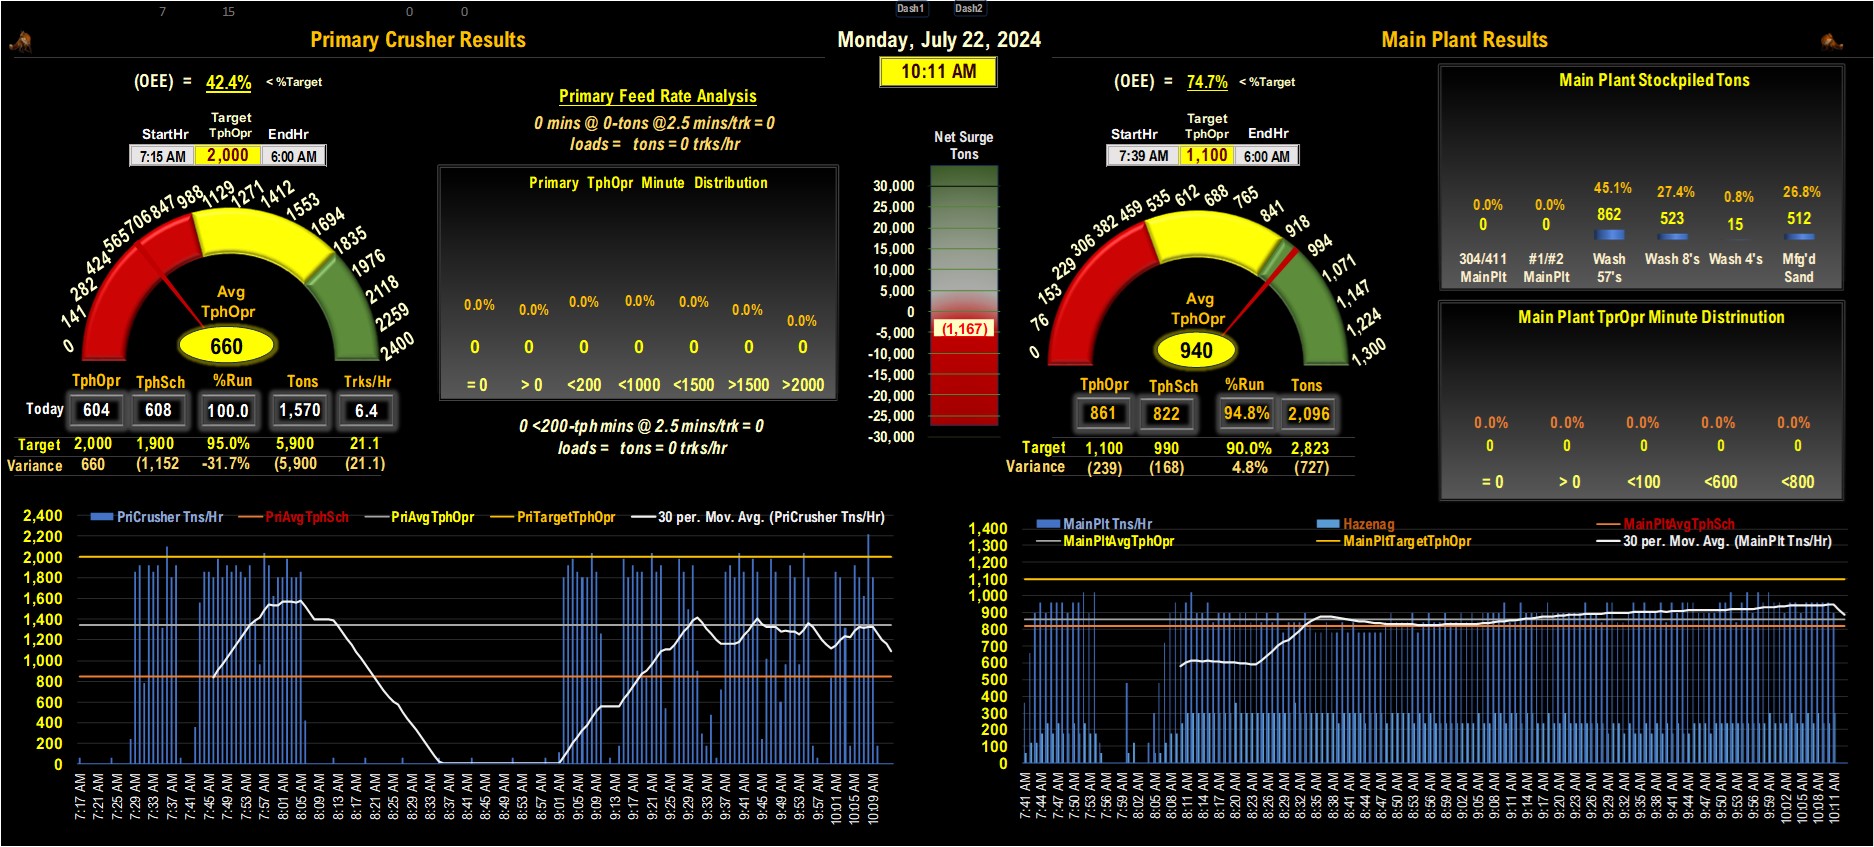 7 15 0 0
Dash1 Dash2
Primary Crusher Results
Monday, July 22, 2024
Main Plant Results
10:11 AM
(OEE) = 42.4% < %Target
Target
StartHr TphOpr EndHr
7:15 AM 2,000 6:00 AM
0 141 282 424 565 706 847 988 1129 1271 1412 1553 1694 1835 1976 2118 2259 2400
Avg
TphOpr
660
TphOpr TphSch %Run Tons Trks/Hr
Today 604 608 100.0 1,570 6.4
Target 2,000 1,900 95.0% 5,900 21.1
Variance 660 (1,152 -31.7% (5,900 (21.1)
Primary Feed Rate Analysis
0 mins @ 0-tons @2.5 mins/trk = 0
loads = tons = 0 trks/hr
Primary TphOpr Minute Distribution
0.0% 0.0% 0.0% 0.0% 0.0% 0.0% 0.0%
0 0 0 0 0 0 0
= 0 > 0 <200 <1000 <1500 >1500 >2000
0 <200-tph mins @ 2.5 mins/trk = 0
loads = tons = 0 trks/hr
Net Surge
Tons
30,000
25,000
20,000
15,000
10,000
5,000
0
-5,000
-10,000
-15,000
-20,000
-25,000
-30,000
(1,167)
(OEE) = 74.7% < %Target
Target
StartHr TphOpr EndHr
7:39 AM 1,100 6:00 AM
0 76 153 229 306 382 459 535 612 688 765 841 918 994 1,071 1,147 1,224 1,300
Avg
TphOpr
940
TphOpr TphSch %Run Tons
861 822 94.8% 2,096
Target 1,100 990 90.0% 2,823
Variance (239) (168) 4.8% (727)
Main Plant Stockpiled Tons
0.0% 0.0% 45.1% 27.4% 0.8% 26.8%
0 0 862 523 15 512
304/411 #1/#2 Wash Wash 8's Wash 4's Mfg'd
MainPlt MainPlt 57's Sand
Main Plant TprOpr Minute Distrinution
0.0% 0.0% 0.0% 0.0% 0.0%
0 0 0 0 0
= 0 > 0 <100 <600 <800
PriCrusher Tns/Hr PriAvgTphSch PriAvgTphOpr PriTargetTphOpr 30 per. Mov. Avg. (PriCrusher Tns/Hr)
2,400
2,200
2,000
1,800
1,600
1,400
1,200
1,000
800
600
400
200
0
7:17 AM 7:21 AM 7:25 AM 7:29 AM 7:33 AM 7:37 AM 7:41 AM 7:45 AM 7:49 AM 7:53 AM 7:57 AM 8:01 AM 8:05 AM 8:09 AM 8:13 AM 8:17 AM 8:21 AM 8:25 AM 8:29 AM 8:33 AM 8:37 AM 8:41 AM 8:45 AM 8:49 AM 8:53 AM 8:57 AM 9:01 AM 9:05 AM 9:09 AM 9:13 AM 9:17 AM 9:21 AM 9:25 AM 9:29 AM 9:33 AM 9:37 AM 9:41 AM 9:45 AM 9:49 AM 9:53 AM 9:57 AM 10:01 AM 10:05 AM 10:09 AM
MainPlt Tns/Hr Hazenag MainPltAvgTphSch
MainPltAvgTphOpr MainPltTargetTphOpr 30 per. Mov. Avg. (MainPlt Tns/Hr)
1,400
1,300
1,200
1,100
1,000
900
800
700
600
500
400
300
200
100
0
7:41 AM 7:44 AM 7:47 AM 7:50 AM 7:53 AM 7:56 AM 7:59 AM 8:02 AM 8:05 AM 8:08 AM 8:11 AM 8:14 AM 8:17 AM 8:20 AM 8:23 AM 8:26 AM 8:29 AM 8:32 AM 8:35 AM 8:38 AM 8:41 AM 8:44 AM 8:47 AM 8:50 AM 8:53 AM 8:56 AM 8:59 AM 9:02 AM 9:05 AM 9:08 AM 9:11 AM 9:14 AM 9:17 AM 9:20 AM 9:23 AM 9:26 AM 9:29 AM 9:32 AM 9:35 AM 9:38 AM 9:41 AM 9:44 AM 9:47 AM 9:50 AM 9:53 AM 9:56 AM 9:59 AM 10:02 AM 10:05 AM 10:08 AM 10:11 AM